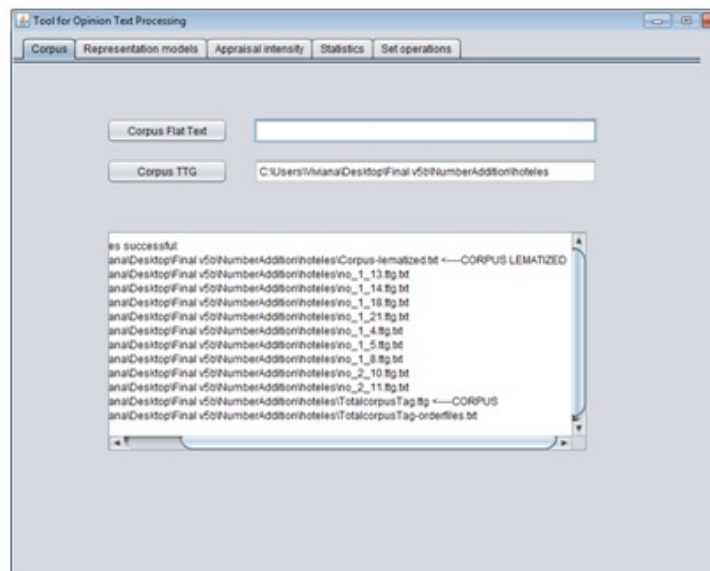 Tool for Opinion Text Processing
Corpus Representation models Appraisal intensity Statistics Set operations
Corpus Flat Text
Corpus TTG C:\Users\Viviana\Desktop\Final v5b\NumberAddition\hoteles
es successful:
ana\Desktop\Final v5b\NumberAddition\hoteles\Corpus-lematized.txt <----CORPUS LEMATIZED
ana\Desktop\Final v5b\NumberAddition\hoteles\no_1_13.ttg.txt
ana\Desktop\Final v5b\NumberAddition\hoteles\no_1_14.ttg.txt
ana\Desktop\Final v5b\NumberAddition\hoteles\no_1_18.ttg.txt
ana\Desktop\Final v5b\NumberAddition\hoteles\no_1_21.ttg.txt
ana\Desktop\Final v5b\NumberAddition\hoteles\no_1_4.ttg.txt
ana\Desktop\Final v5b\NumberAddition\hoteles\no_1_5.ttg.txt
ana\Desktop\Final v5b\NumberAddition\hoteles\no_1_8.ttg.txt
ana\Desktop\Final v5b\NumberAddition\hoteles\no_2_10.ttg.txt
ana\Desktop\Final v5b\NumberAddition\hoteles\no_2_11.ttg.txt
ana\Desktop\Final v5b\NumberAddition\hoteles\TotalcorpusTag.ttg <----CORPUS
ana\Desktop\Final v5b\NumberAddition\hoteles\TotalcorpusTag-orderfiles.txt